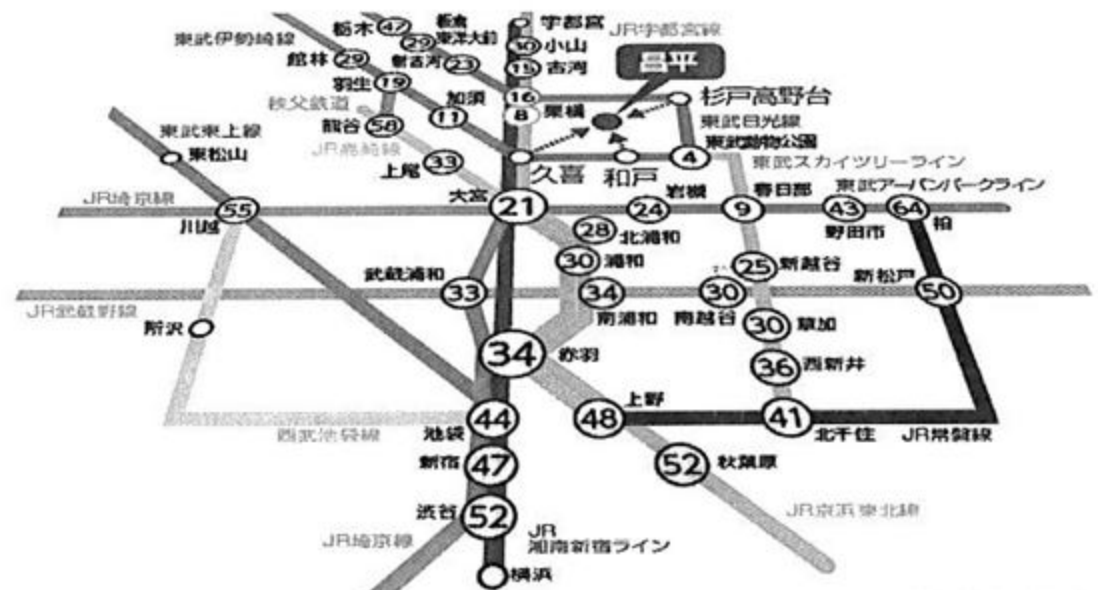 栃木 47
板倉
東洋大前 29
宇都宮
JR宇都宮線
30 小山
東武伊勢崎線
館林 29
新古河 23
15 古河
昌平
羽生 19
加須 11
16
8 栗橋
杉戸高野台
秩父鉄道
58
JR高崎線
東武日光線
東武動物公園
4
東武東上線
東松山
上尾 33
久喜
和戸
東武スカイツリーライン
JR埼京線
川越 55
大宮 21
岩槻 24
春日部 9
東武アーバンパークライン
43 野田市
64 柏
28 北浦和
30 浦和
25 新越谷
武蔵浦和 33
34 南浦和
30 南越谷
新松戸 50
JR武蔵野線
所沢
30 草加
34 赤羽
36 西新井
池袋 44
48 上野
41 北千住
JR常磐線
西武池袋線
新宿 47
52 秋葉原
渋谷 52
JR京浜東北線
JR埼京線
JR
湘南新宿ライン
横浜